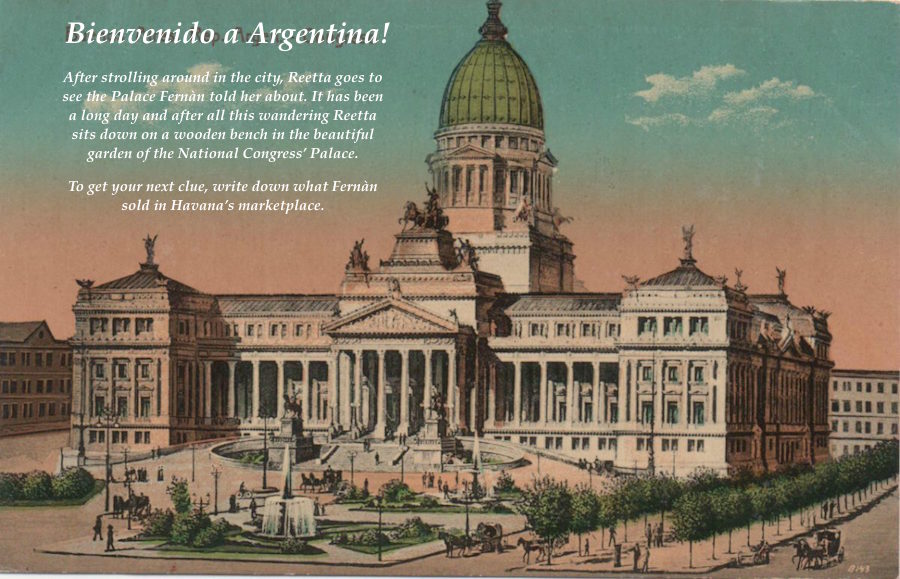 Bienvenido a Argentina!
After strolling around in the city, Reetta goes to
see the Palace Fernàn told her about. It has been
a long day and after all this wandering Reetta
sits down on a wooden bench in the beautiful
garden of the National Congress’ Palace.
To get your next clue, write down what Fernàn
sold in Havana’s marketplace.